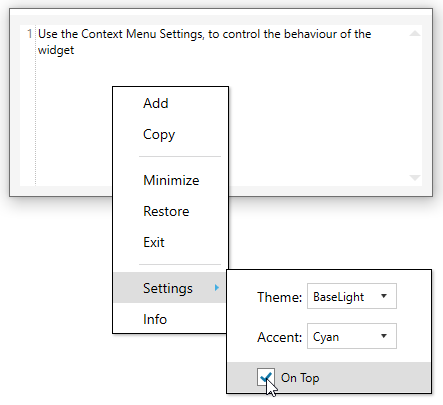 1 Use the Context Menu Settings, to control the behaviour of the
widget
Add
Copy
Minimize
Restore
Exit
Settings
Info
Theme: BaseLight
Accent: Cyan
On Top